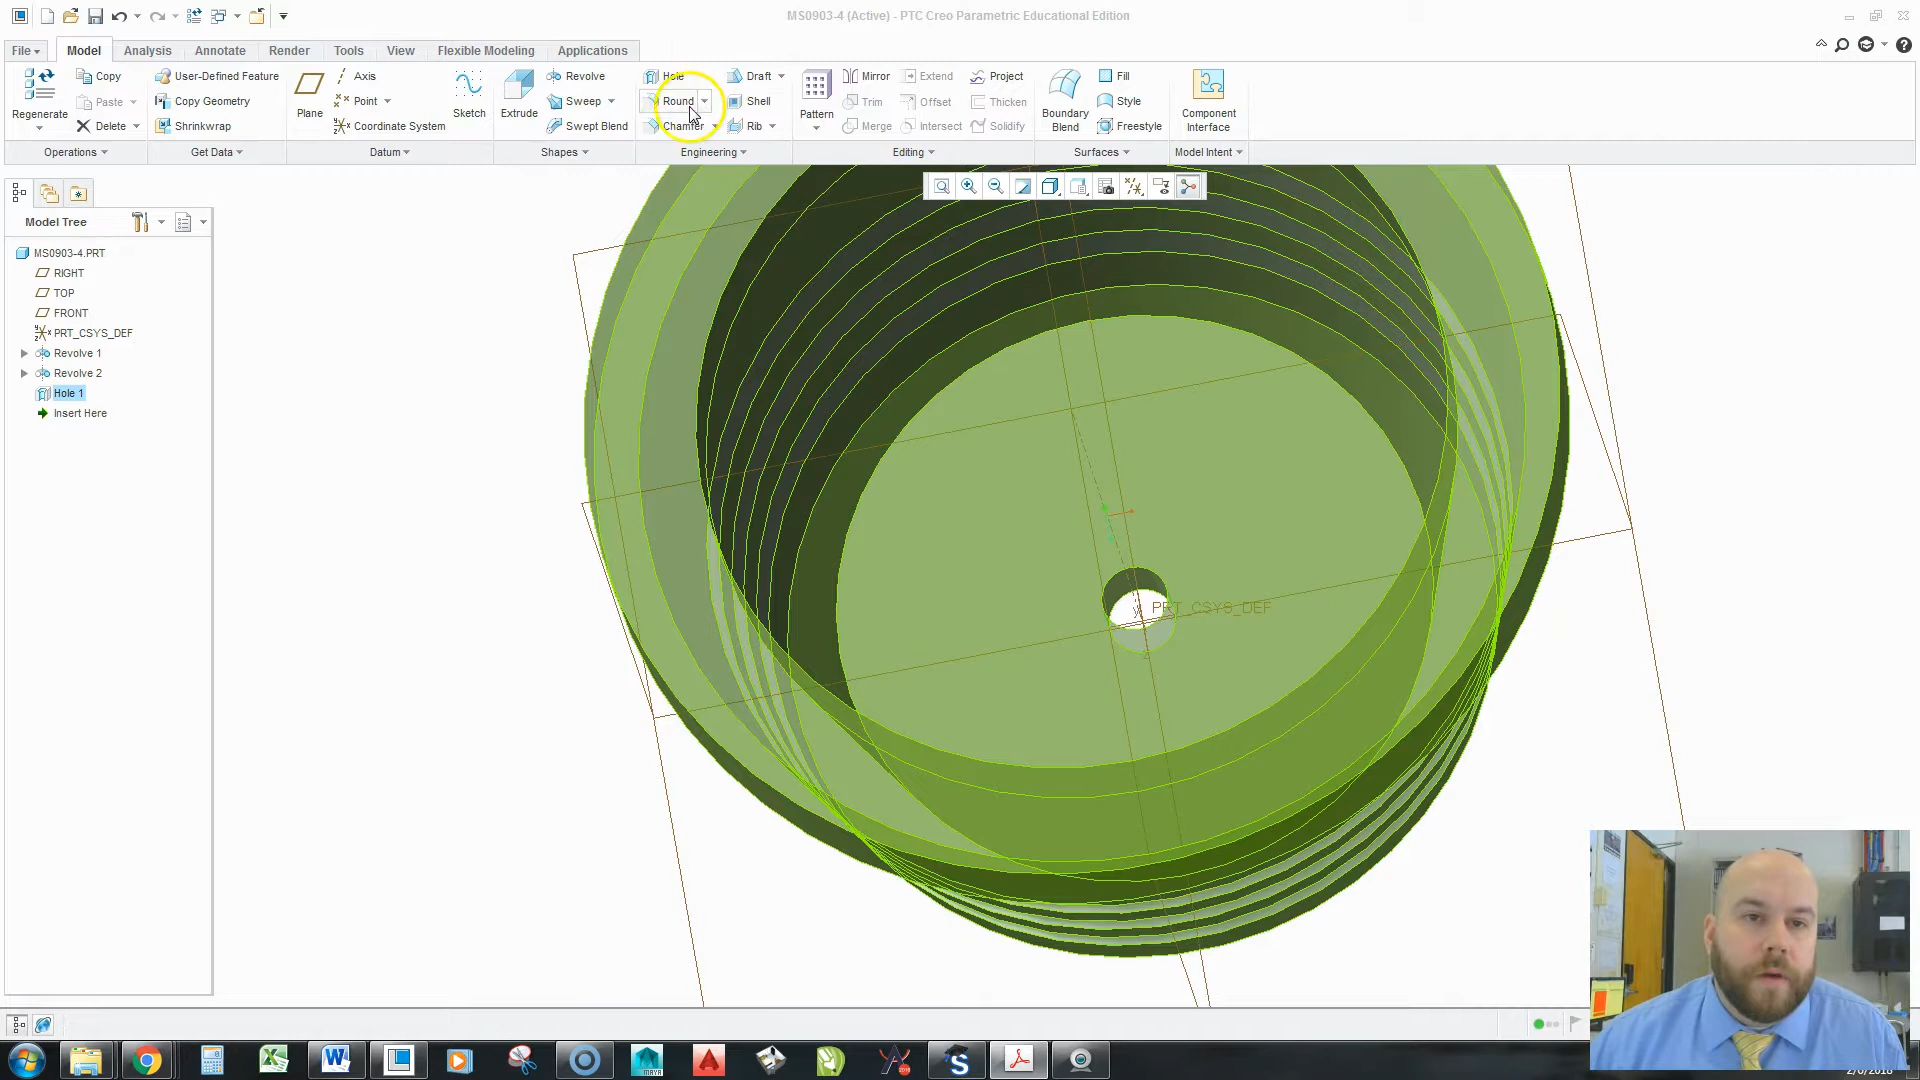 MS0903-4 (Active) - PTC Creo Parametric Educational Edition
File Model Analysis Annotate Render Tools View Flexible Modeling Applications
Copy User-Defined Feature Axis Revolve Hole Draft Mirror Extend Project Fill
Paste Copy Geometry Point Sweep Round Shell Trim Offset Thicken Style
Regenerate Delete Shrinkwrap Plane Coordinate System Sketch Extrude Swept Blend Chamfer Rib Pattern Merge Intersect Solidify Boundary Blend Freestyle Component Interface
Operations Get Data Datum Shapes Engineering Editing Surfaces Model Intent
Model Tree
MS0903-4.PRT
RIGHT
TOP
FRONT
PRT_CSYS_DEF
Revolve 1
Revolve 2
Hole 1
Insert Here
PRT_CSYS_DEF
MAYA